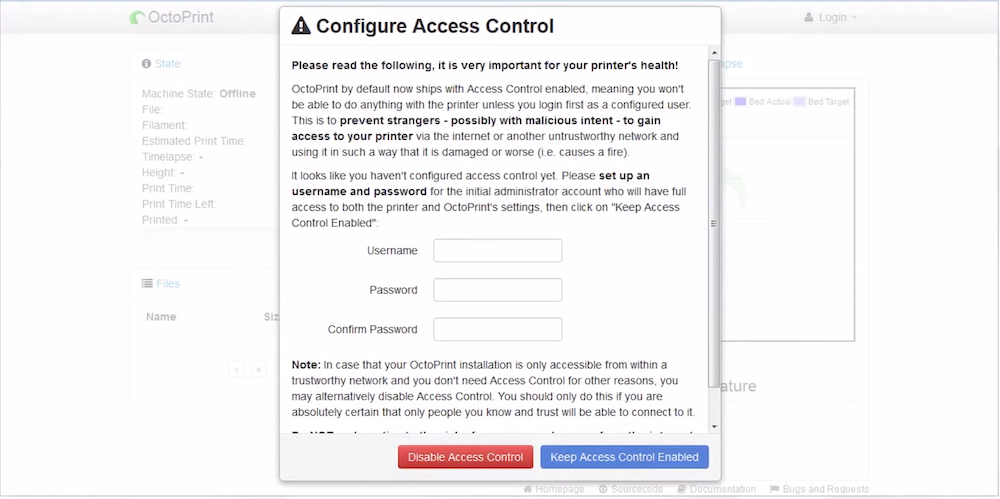 OctoPrint
Login
Configure Access Control
State
Machine State: Offline
File:
Filament:
Estimated Print Time:
Timelapse: -
Height: -
Print Time:
Print Time Left:
Printed: -
Files
Name
Please read the following, it is very important for your printer's health!
OctoPrint by default now ships with Access Control enabled, meaning you won't
be able to do anything with the printer unless you login first as a configured user.
This is to prevent strangers - possibly with malicious intent - to gain
access to your printer via the internet or another untrustworthy network and
using it in such a way that it is damaged or worse (i.e. causes a fire).
It looks like you haven't configured access control yet. Please set up an
username and password for the initial administrator account who will have full
access to both the printer and OctoPrint's settings, then click on "Keep Access
Control Enabled":
Username
Password
Confirm Password
Note: In case that your OctoPrint installation is only accessible from within a
trustworthy network and you don't need Access Control for other reasons, you
may alternatively disable Access Control. You should only do this if you are
absolutely certain that only people you know and trust will be able to connect to it.
Disable Access Control
Keep Access Control Enabled
Bed Actual
Bed Target
Homepage
Sourcecode
Documentation
Bugs and Requests